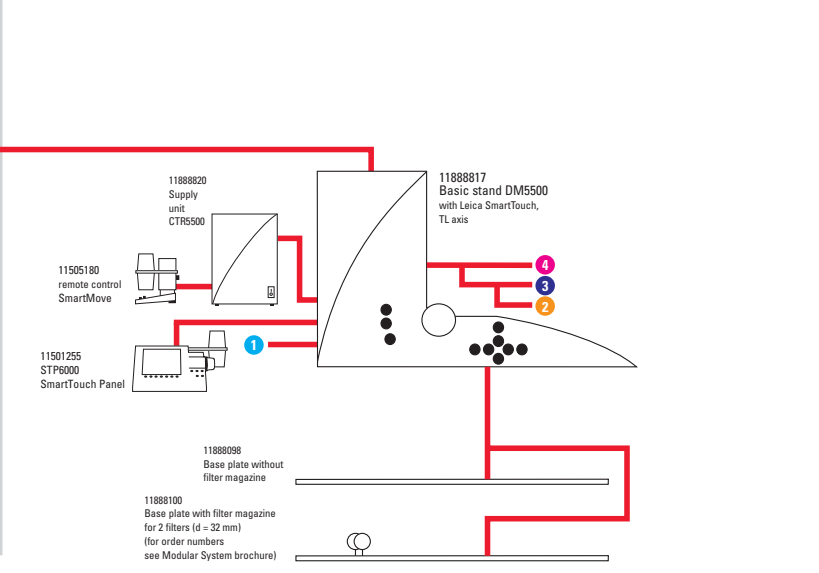 11888820
Supply
unit
CTR5500
11888817
Basic stand DM5500
with Leica SmartTouch,
TL axis
11505180
remote control
SmartMove
4
3
2
1
11501255
STP6000
SmartTouch Panel
11888098
Base plate without
filter magazine
11888100
Base plate with filter magazine
for 2 filters (d = 32 mm)
(for order numbers
see Modular System brochure)